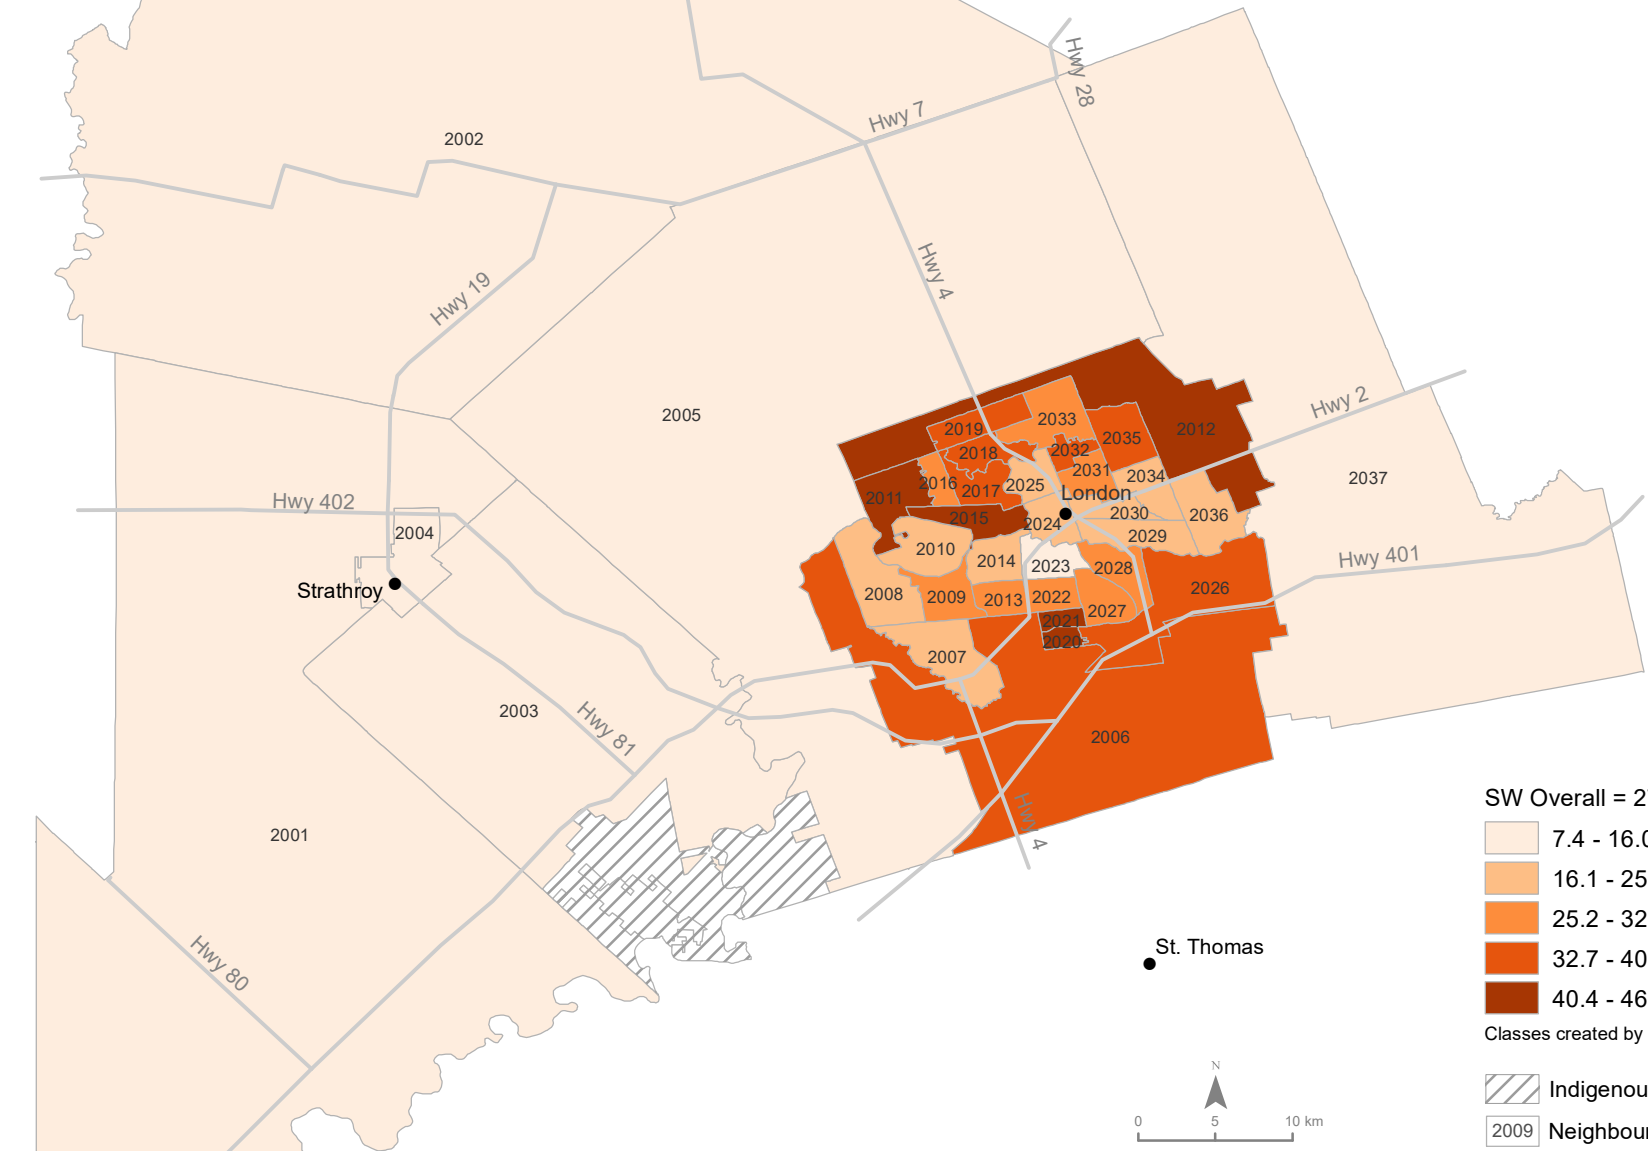 Hwy 28
Hwy 7
2002
Hwy 4
Hwy 19
2005
Hwy 2
2033
2019
2012
2035
2018
2032
2031
2034
2037
2016
2017
2025
2011
London
Hwy 402
2015
2024
2030
2036
2004
2029
2010
2014
2023
2028
Hwy 401
2026
Strathroy
2008
2009
2013
2022
2027
2021
2020
2007
2003
Hwy 81
2006
Hwy 4
2001
Hwy 80
St. Thomas
SW Overall = 2
7.4 - 16.0
16.1 - 25
25.2 - 32
32.7 - 40
40.4 - 46
Classes created by
N
0 5 10 km
Indigenou
2009 Neighbour